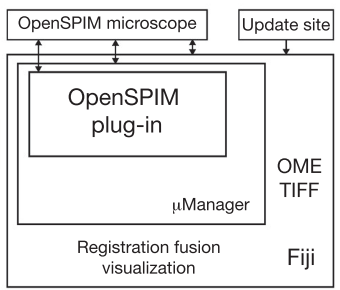 OpenSPIM microscope
Update site
OpenSPIM
plug-in
OME
TIFF
μManager
Registration fusion
visualization
Fiji